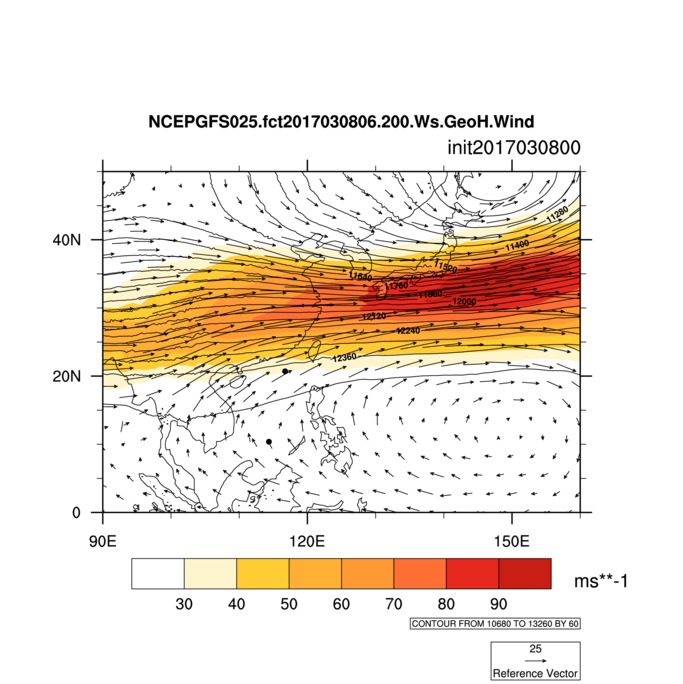 NCEPGFS025.fct2017030806.200.Ws.GeoH.Wind
init2017030800
11280
40N
11400
11520
11640
11760
11880
12000
12120
12240
12360
20N
0
90E 120E 150E
ms**-1
30 40 50 60 70 80 90
CONTOUR FROM 10680 TO 13260 BY 60
25
Reference Vector